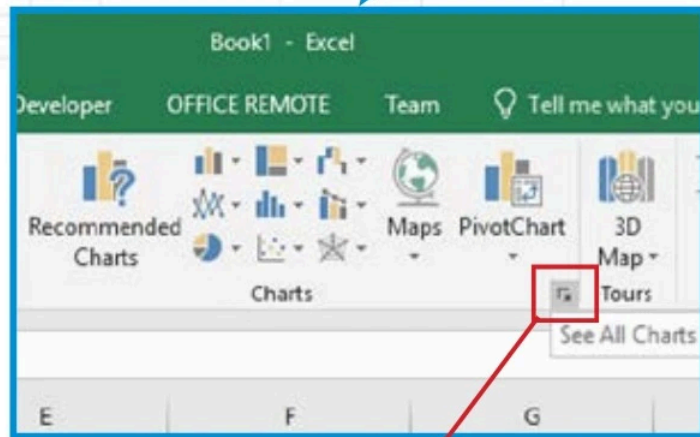 Book1 - Excel
Developer OFFICE REMOTE Team Tell me what you
Recommended
Charts
Maps PivotChart 3D
Map
Charts Tours
See All Charts
E F G